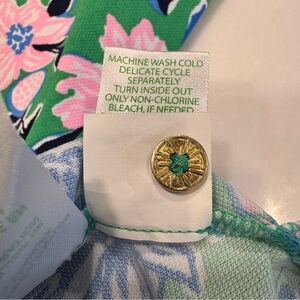 MACHINE WASH COLD
DELICATE CYCLE
SEPARATELY
TURN INSIDE OUT
ONLY NON-CHLORINE
BLEACH, IF NEEDED